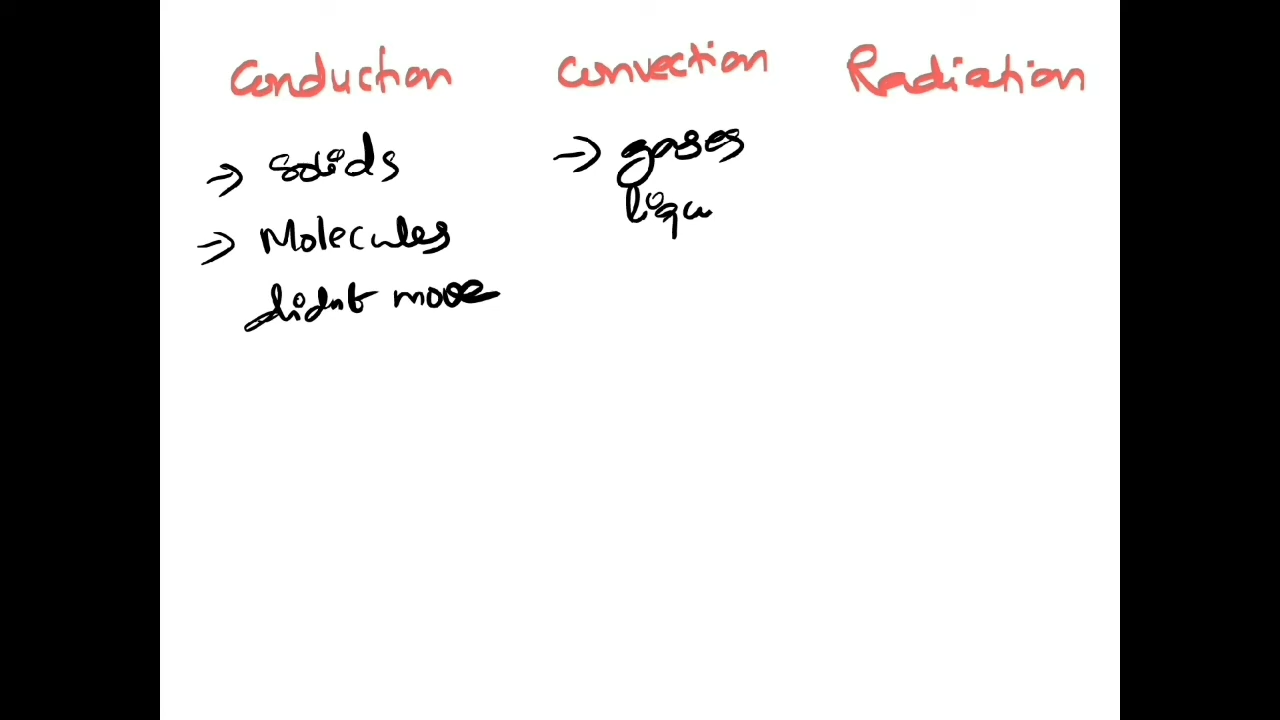 Conduction Convection Radiation
→ solids
→ Molecules
didnt move
→ gases
liqu